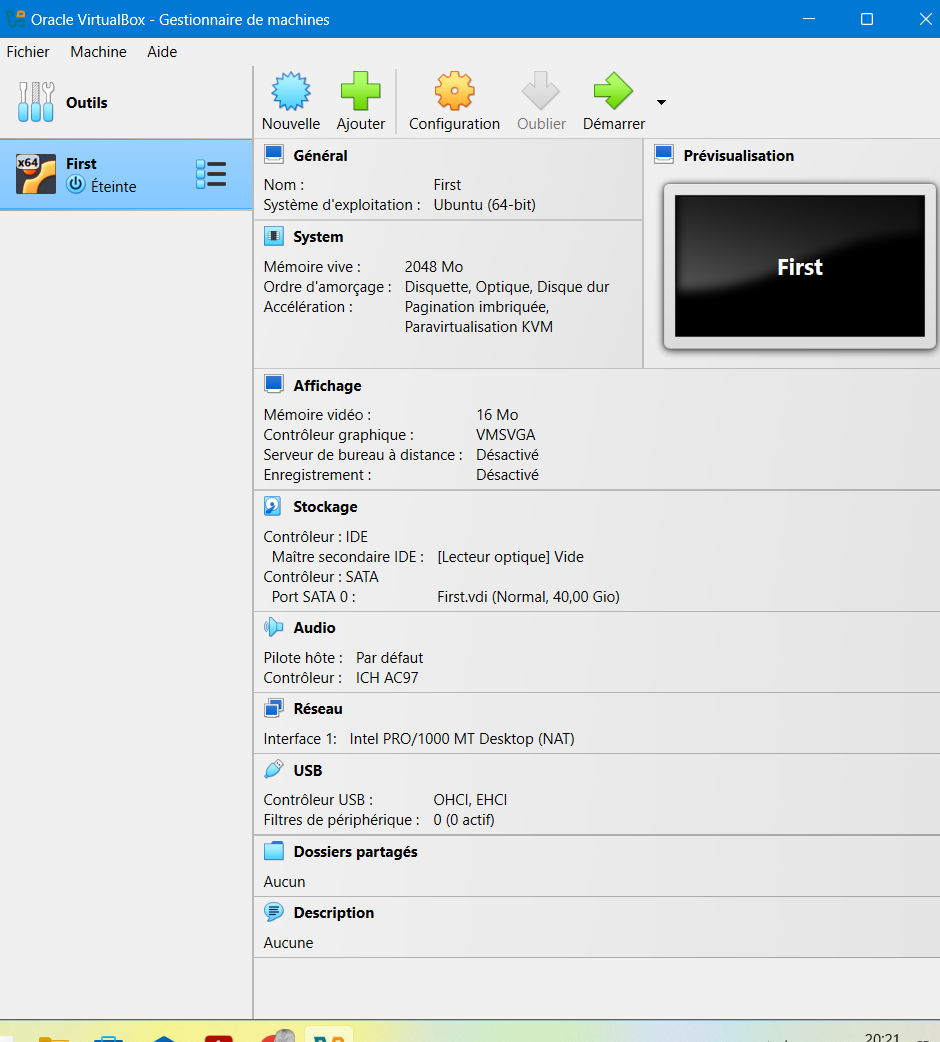 Oracle VirtualBox - Gestionnaire de machines
Fichier Machine Aide
Outils
Nouvelle Ajouter Configuration Oublier Démarrer
x64
First
Éteinte
Général
Nom : First
Système d'exploitation : Ubuntu (64-bit)
System
Mémoire vive : 2048 Mo
Ordre d'amorçage : Disquette, Optique, Disque dur
Accélération : Pagination imbriquée,
Paravirtualisation KVM
Prévisualisation
First
Affichage
Mémoire vidéo : 16 Mo
Contrôleur graphique : VMSVGA
Serveur de bureau à distance : Désactivé
Enregistrement : Désactivé
Stockage
Contrôleur : IDE
Maître secondaire IDE : [Lecteur optique] Vide
Contrôleur : SATA
Port SATA 0 : First.vdi (Normal, 40,00 Gio)
Audio
Pilote hôte : Par défaut
Contrôleur : ICH AC97
Réseau
Interface 1: Intel PRO/1000 MT Desktop (NAT)
USB
Contrôleur USB : OHCI, EHCI
Filtres de périphérique : 0 (0 actif)
Dossiers partagés
Aucun
Description
Aucune
20:21